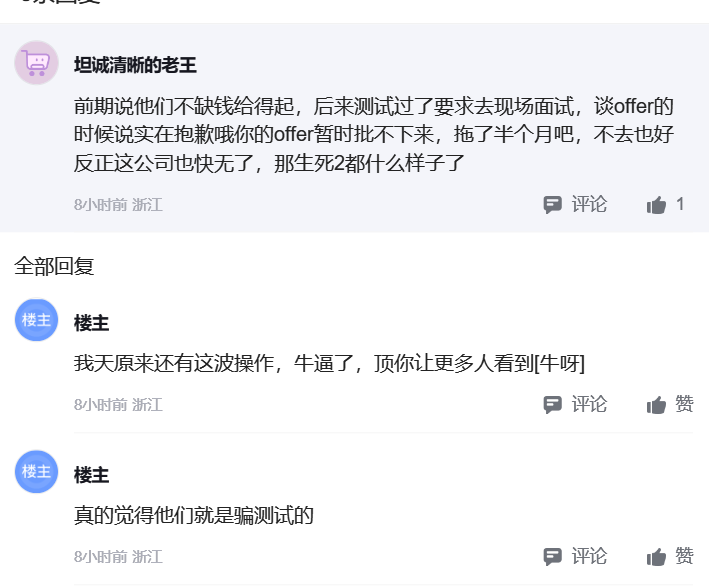 坦诚清晰的老王
前期说他们不缺钱给得起，后来测试过了要求去现场面试，谈offer的
时候说实在抱歉哦你的offer暂时批不下来，拖了半个月吧，不去也好
反正这公司也快无了，那生死2都什么样子了
8小时前 浙江
评论
1
全部回复
楼主
楼主
我天原来还有这波操作，牛逼了，顶你让更多人看到[牛呀]
8小时前 浙江
评论
赞
楼主
楼主
真的觉得他们就是骗测试的
8小时前 浙江
评论
赞